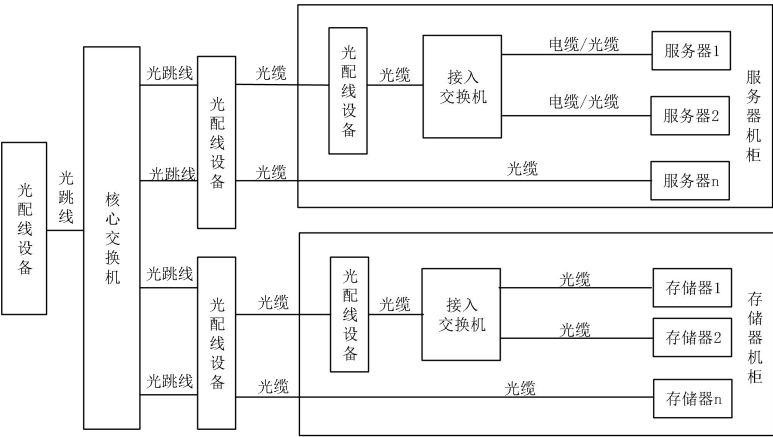 光配线设备
光跳线
核心交换机
光跳线
光跳线
光配线设备
光缆
光缆
光配线设备
光缆
接入
交换机
电缆/光缆
电缆/光缆
光缆
服务器1
服务器2
服务器n
服务器机柜
光跳线
光跳线
光配线设备
光缆
光缆
光配线设备
光缆
接入
交换机
光缆
光缆
光缆
存储器1
存储器2
存储器n
存储器机柜